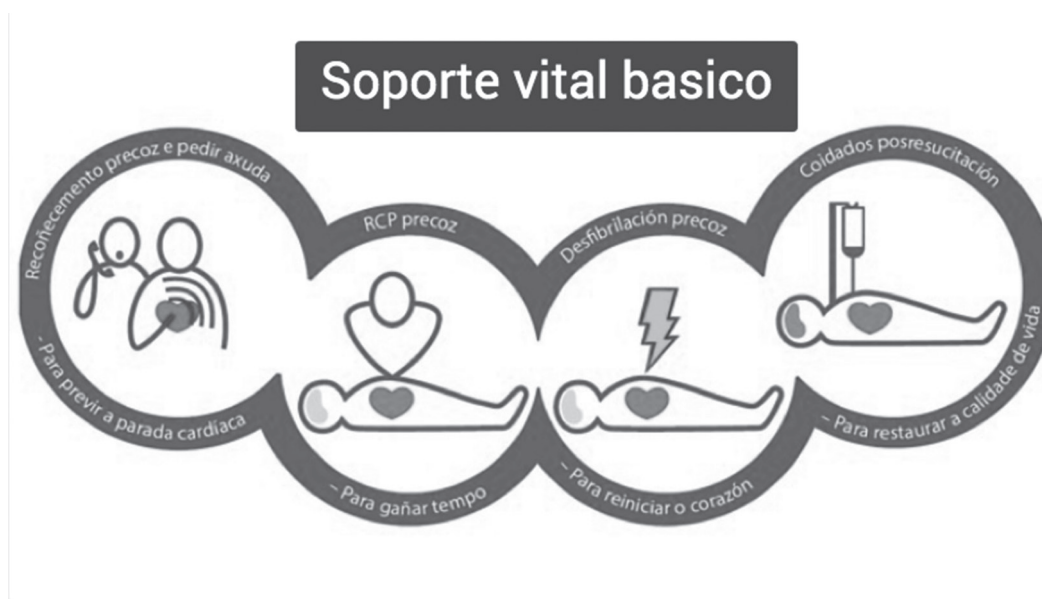 Soporte vital basico
Recoñecemento precoz e pedir axuda
- Para previr a parada cardíaca
RCP precoz
– Para gañar tempo
Desfibrilación precoz
– Para reiniciar o corazón
Coidados posresucitación
– Para restaurar a calidade de vida